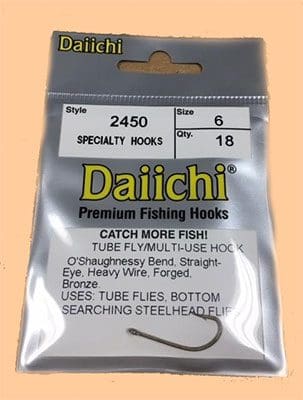 Daiichi
Style
2450
SPECIALTY HOOKS
Size
6
Qty.
18
Daiichi®
Premium Fishing Hooks
CATCH MORE FISH!
TUBE FLY/MULTI-USE HOOK
O'Shaughnessy Bend, Straight-
Eye, Heavy Wire, Forged,
Bronze.
USES: TUBE FLIES, BOTTOM
SEARCHING STEELHEAD FLIES